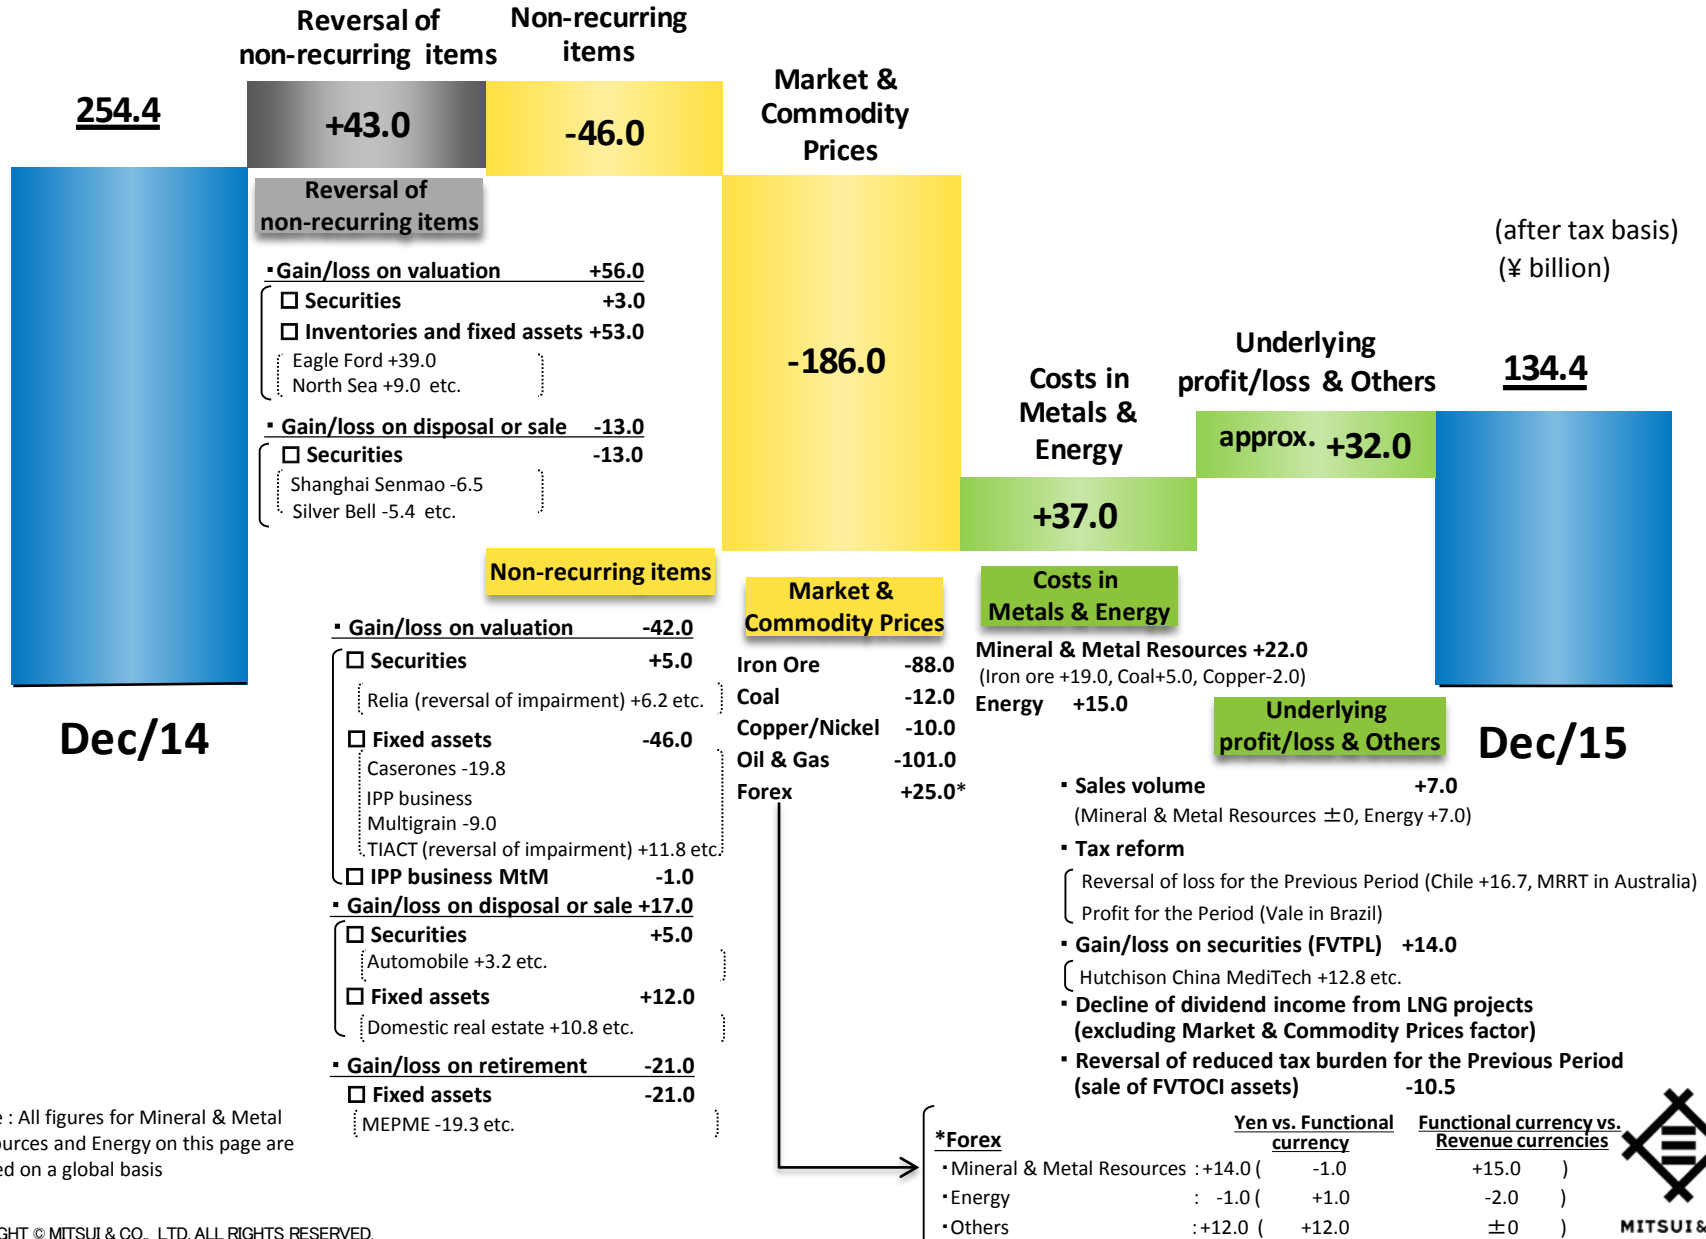 Reversal of
non-recurring items
Non-recurring
items
Market &
Commodity
Prices
254.4
+43.0
-46.0
Reversal of
non-recurring items
(after tax basis)
(¥ billion)
▪Gain/loss on valuation +56.0
□ Securities +3.0
□ Inventories and fixed assets +53.0
Eagle Ford +39.0
North Sea +9.0 etc.
▪ Gain/loss on disposal or sale -13.0
□ Securities -13.0
Shanghai Senmao -6.5
Silver Bell -5.4 etc.
-186.0
Costs in
Metals &
Energy
Underlying
profit/loss & Others
134.4
approx. +32.0
+37.0
Non-recurring items
▪ Gain/loss on valuation -42.0
□ Securities +5.0
Relia (reversal of impairment) +6.2 etc.
□ Fixed assets -46.0
Caserones -19.8
IPP business
Multigrain -9.0
TIACT (reversal of impairment) +11.8 etc.
□ IPP business MtM -1.0
▪ Gain/loss on disposal or sale +17.0
□ Securities +5.0
Automobile +3.2 etc.
□ Fixed assets +12.0
Domestic real estate +10.8 etc.
▪ Gain/loss on retirement -21.0
□ Fixed assets -21.0
MEPME -19.3 etc.
Market &
Commodity Prices
Iron Ore -88.0
Coal -12.0
Copper/Nickel -10.0
Oil & Gas -101.0
Forex +25.0*
Costs in
Metals & Energy
Mineral & Metal Resources +22.0
(Iron ore +19.0, Coal+5.0, Copper-2.0)
Energy +15.0
Dec/14
Underlying
profit/loss & Others
Dec/15
▪ Sales volume +7.0
(Mineral & Metal Resources ±0, Energy +7.0)
▪ Tax reform
Reversal of loss for the Previous Period (Chile +16.7, MRRT in Australia)
Profit for the Period (Vale in Brazil)
▪ Gain/loss on securities (FVTPL) +14.0
Hutchison China MediTech +12.8 etc.
▪ Decline of dividend income from LNG projects
(excluding Market & Commodity Prices factor)
▪ Reversal of reduced tax burden for the Previous Period
(sale of FVTOCI assets) -10.5
e : All figures for Mineral & Metal
ources and Energy on this page are
ed on a global basis
*Forex
Yen vs. Functional
currency
Functional currency vs.
Revenue currencies
▪Mineral & Metal Resources : +14.0 ( -1.0 +15.0 )
▪Energy : -1.0 ( +1.0 -2.0 )
▪Others : +12.0 ( +12.0 ±0 )
MITSUI &
GHT © MITSUI & CO., LTD. ALL RIGHTS RESERVED.